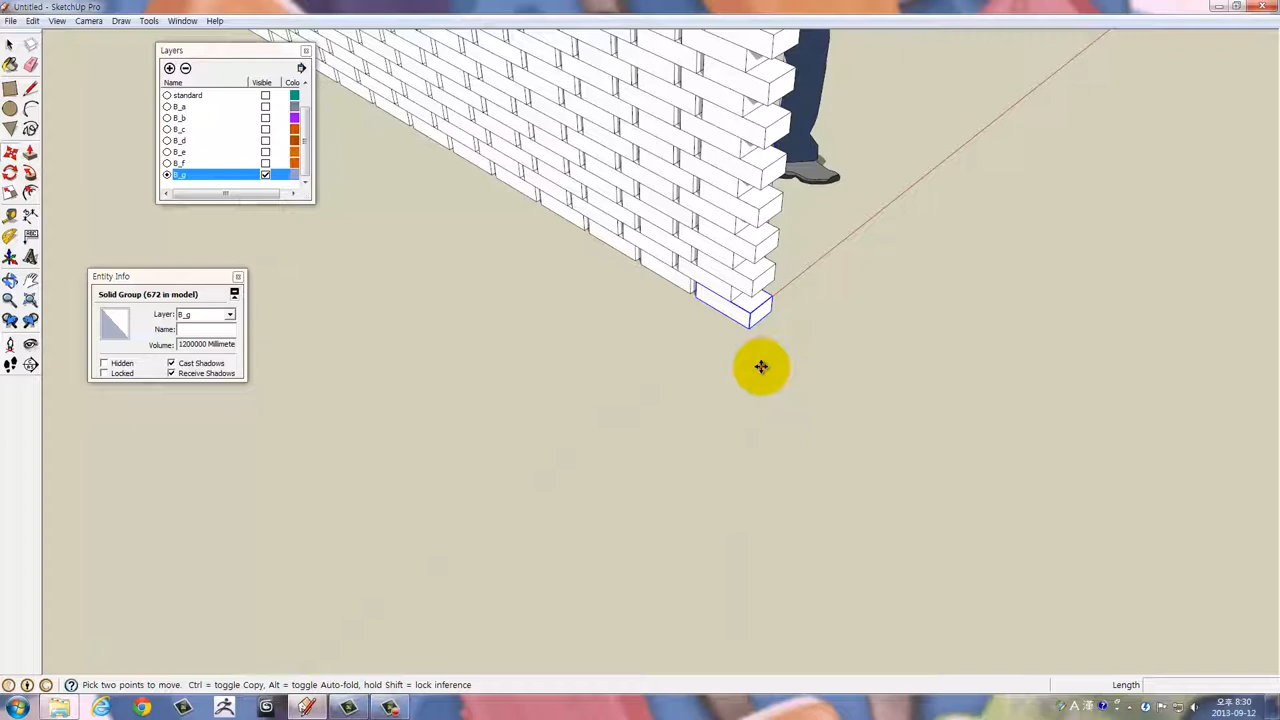 Untitled - SketchUp Pro
File Edit View Camera Draw Tools Window Help
Layers
Name Visible Colo
standard
B_a
B_b
B_c
B_d
B_e
B_f
B_g
Entity Info
Solid Group (672 in model)
Layer: B_g
Name:
Volume: 1200000 Millimete
Hidden Cast Shadows
Locked Receive Shadows
Pick two points to move. Ctrl = toggle Copy, Alt = toggle Auto-fold, hold Shift = lock inference
Length
A 漢
오후 8:30
2013-09-12